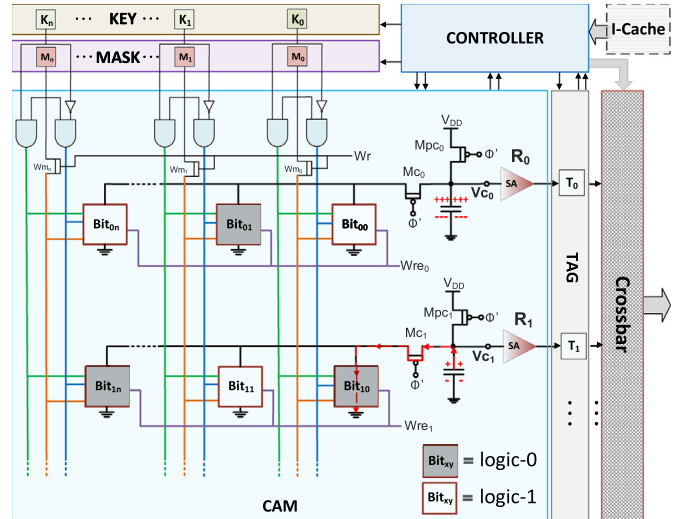 Kn ··· KEY ··· K1 K0
I-Cache
CONTROLLER
Mn ··· MASK ··· M1 M0
VDD
Mpc0
Φ'
Wmn
Wm1
Wm0
Wr
Mc0
R0
SA
T0
Vc0
Φ'
Bit0n
Bit01
Bit00
Wre0
TAG
Crossbar
VDD
Mpc1
Φ'
Mc1
R1
SA
T1
Vc1
Φ'
Bit1n
Bit11
Bit10
Wre1
Bitxy = logic-0
Bitxy = logic-1
CAM